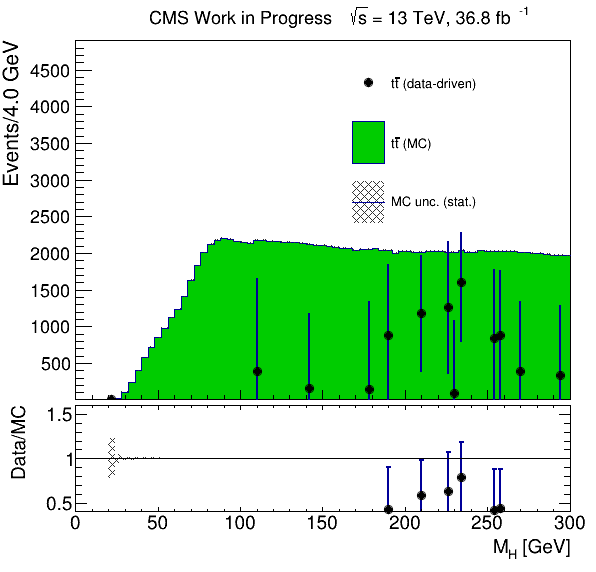 CMS Work in Progress √s = 13 TeV, 36.8 fb⁻¹
Events/4.0 GeV
4500
4000
3500
3000
2500
2000
1500
1000
500
tt̅ (data-driven)
tt̅ (MC)
MC unc. (stat.)
Data/MC
1.5
1
0.5
0 50 100 150 200 250 300
M_H [GeV]